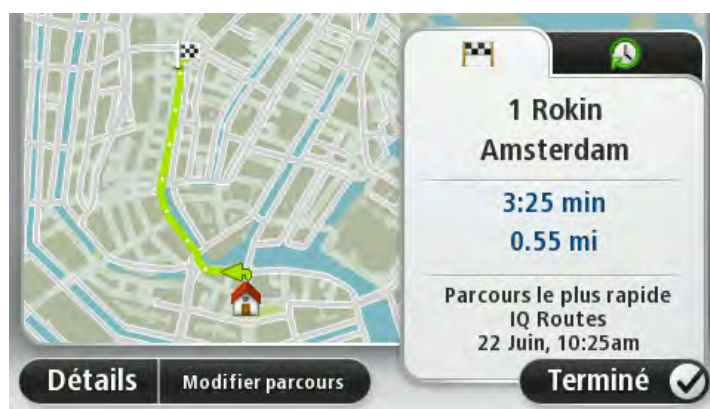 1 Rokin
Amsterdam
3:25 min
0.55 mi
Parcours le plus rapide
IQ Routes
22 Juin, 10:25am
Détails
Modifier parcours
Terminé